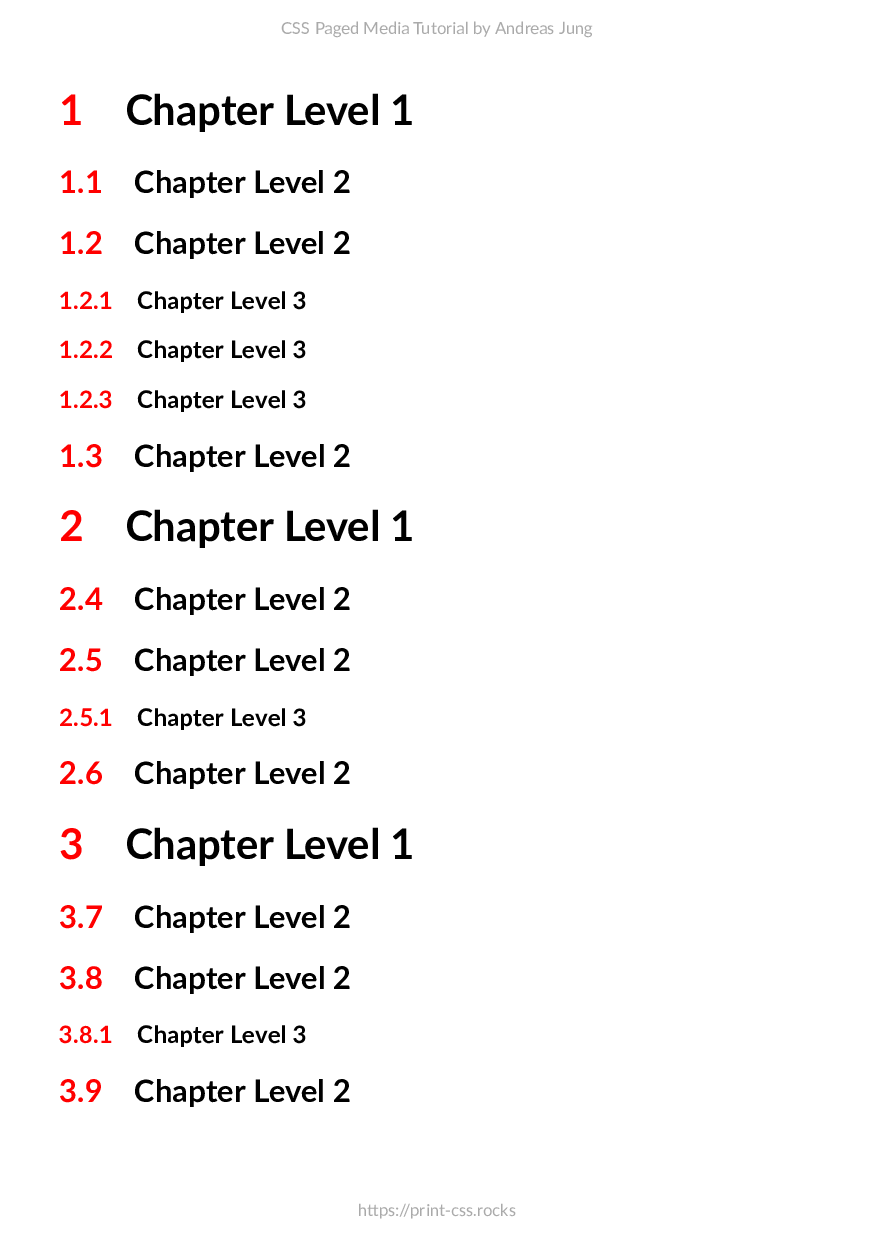 CSS Paged Media Tutorial by Andreas Jung
1 Chapter Level 1
1.1 Chapter Level 2
1.2 Chapter Level 2
1.2.1 Chapter Level 3
1.2.2 Chapter Level 3
1.2.3 Chapter Level 3
1.3 Chapter Level 2
2 Chapter Level 1
2.4 Chapter Level 2
2.5 Chapter Level 2
2.5.1 Chapter Level 3
2.6 Chapter Level 2
3 Chapter Level 1
3.7 Chapter Level 2
3.8 Chapter Level 2
3.8.1 Chapter Level 3
3.9 Chapter Level 2
https://print-css.rocks